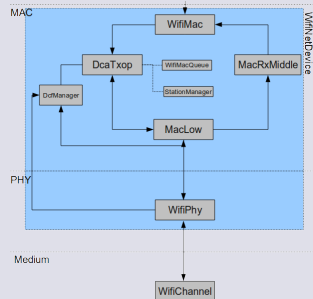 MAC
WifiMac
WifiNetDevice
DcaTxop
WifiMacQueue
MacRxMiddle
StationManager
DcfManager
MacLow
PHY
WifiPhy
Medium
WifiChannel